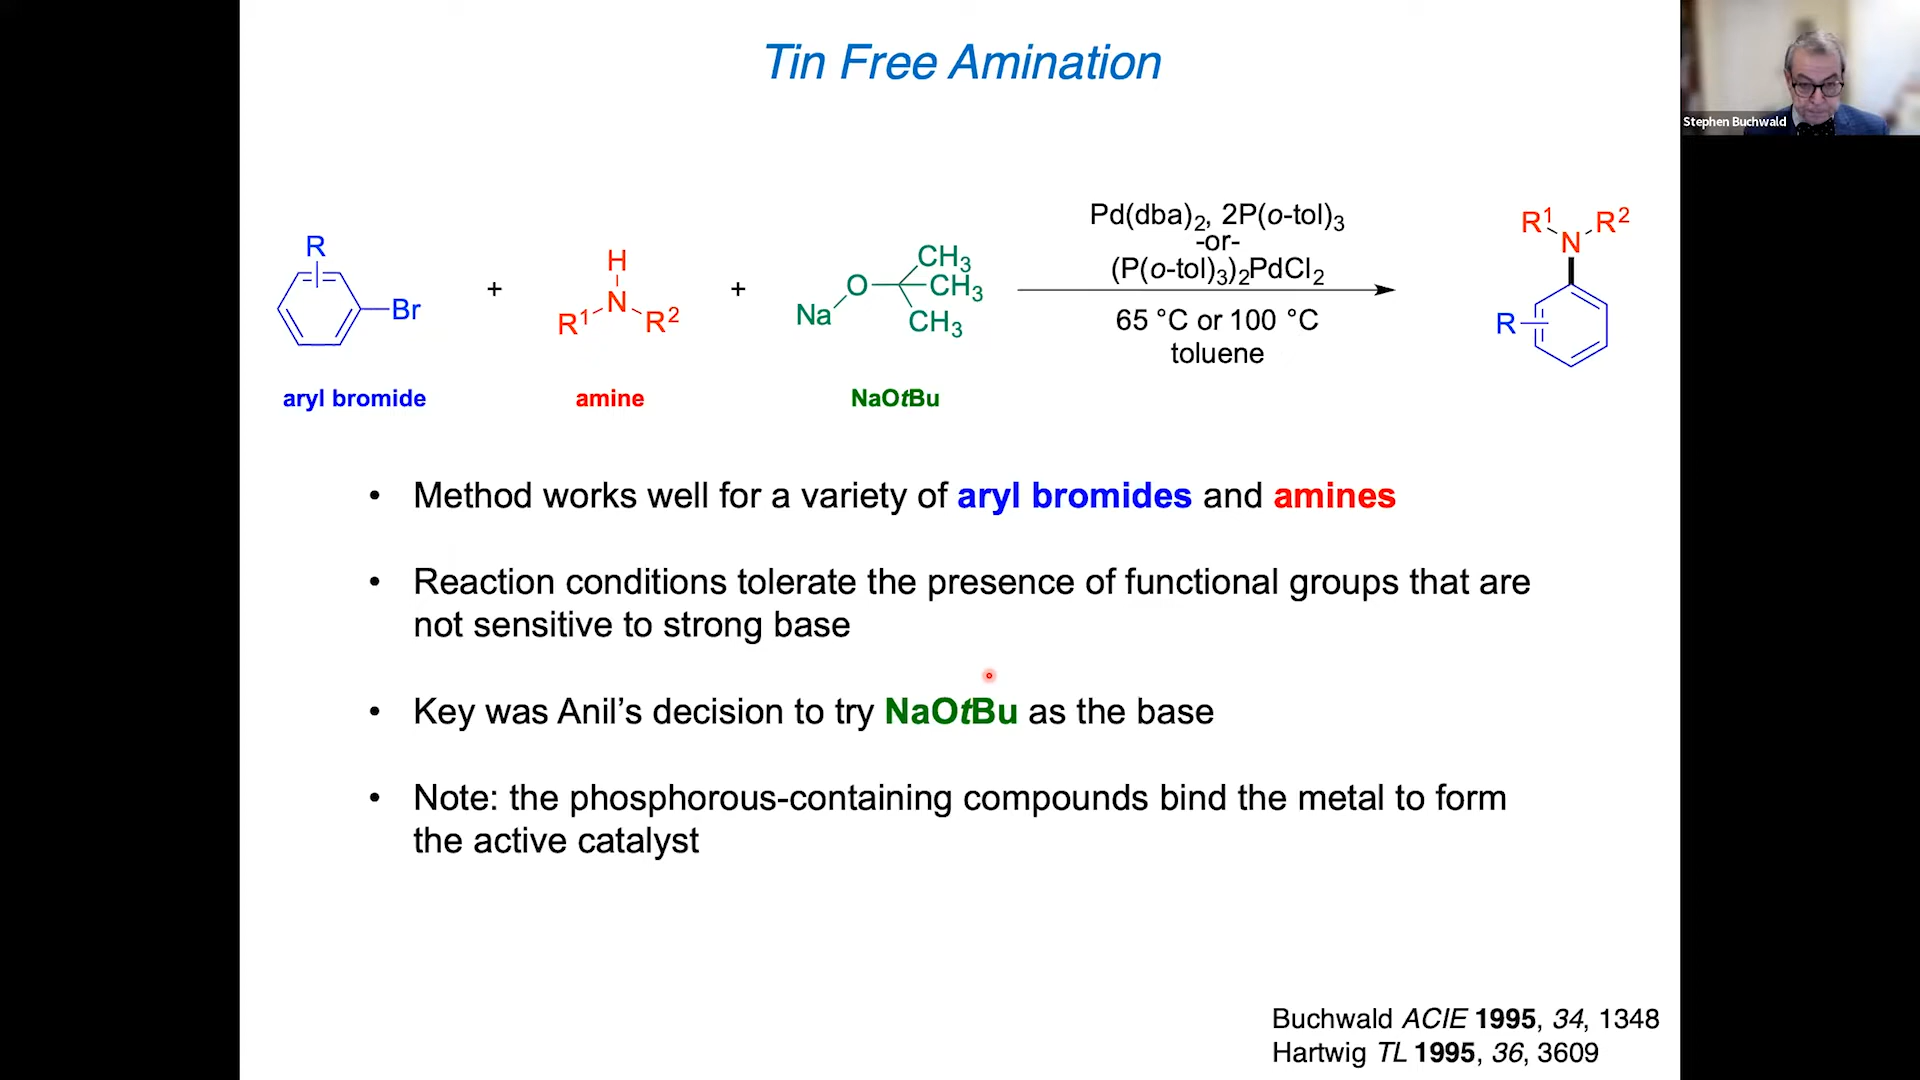 Tin Free Amination
Stephen Buchwald
R
Br
+
H
N
R1
R2
+
Na
O
CH3
CH3
CH3
Pd(dba)2, 2P(o-tol)3
-or-
(P(o-tol)3)2PdCl2
65 °C or 100 °C
toluene
R1
R2
N
R
aryl bromide
amine
NaOtBu
• Method works well for a variety of aryl bromides and amines
• Reaction conditions tolerate the presence of functional groups that are
not sensitive to strong base
• Key was Anil’s decision to try NaOtBu as the base
• Note: the phosphorous-containing compounds bind the metal to form
the active catalyst
Buchwald ACIE 1995, 34, 1348
Hartwig TL 1995, 36, 3609